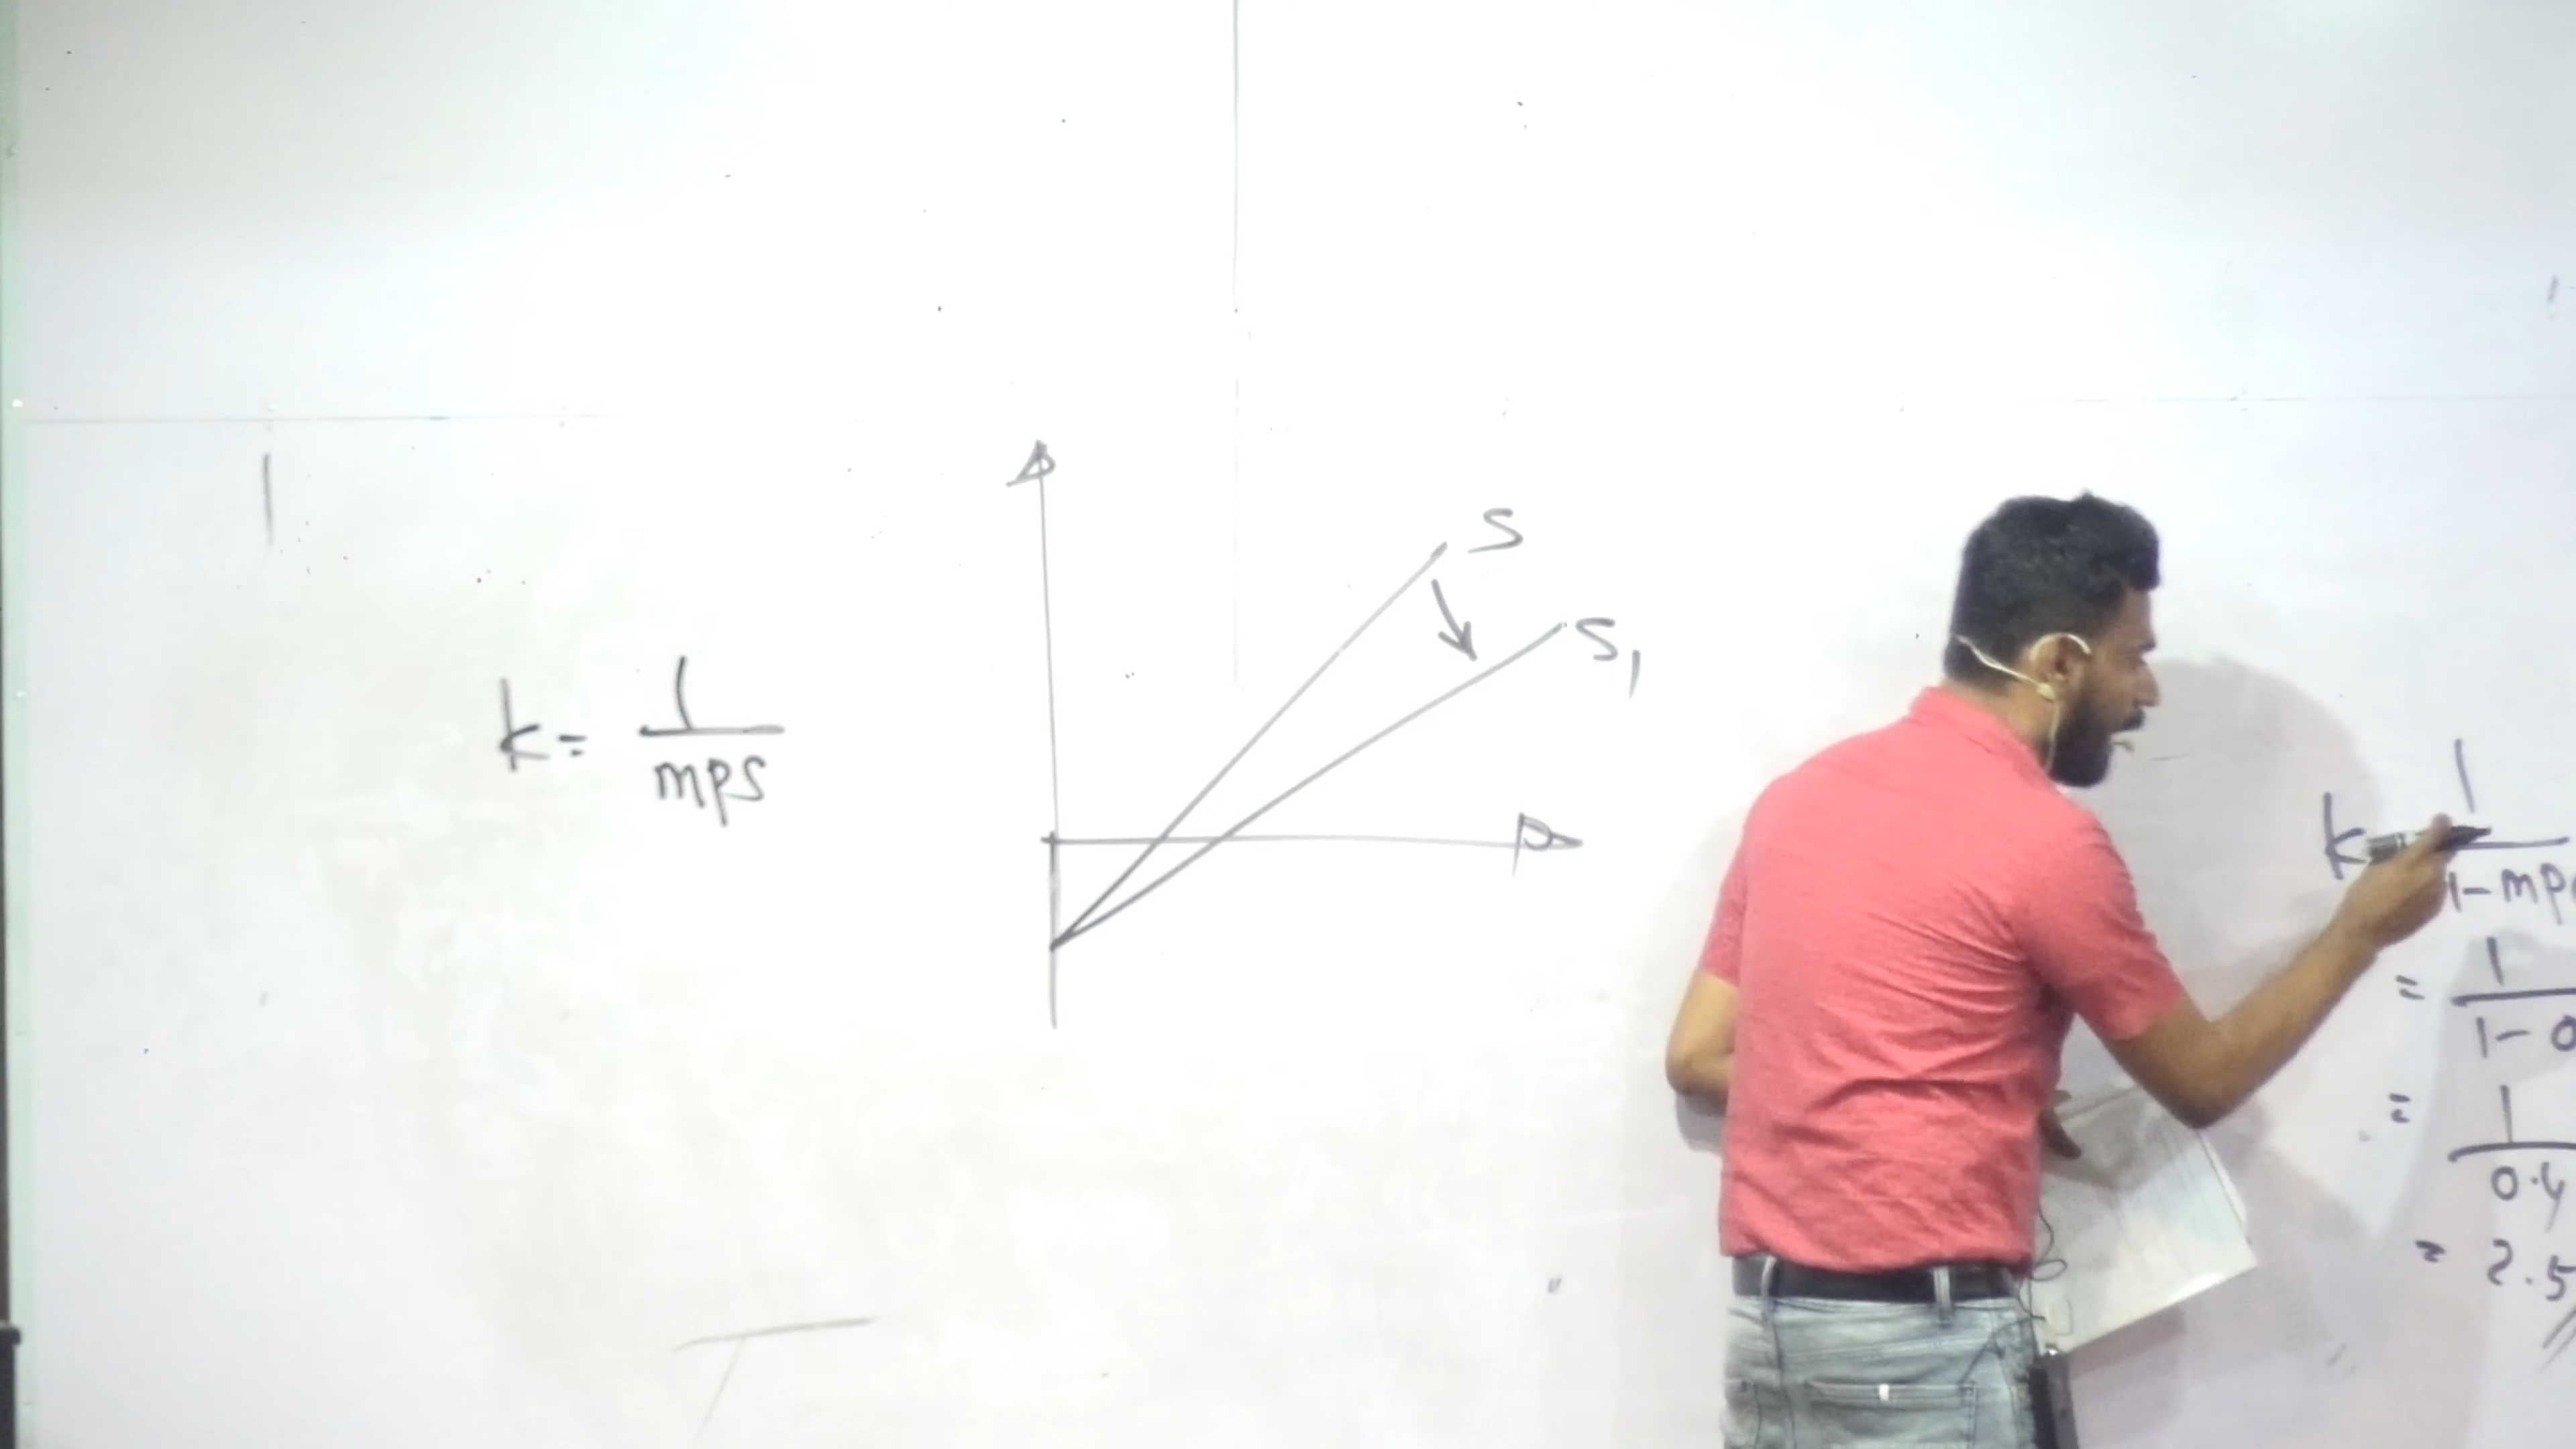 S
S1
k = 1/mps
k = 1/1-mp
= 1/1-0
= 1/0.4
= 2.5